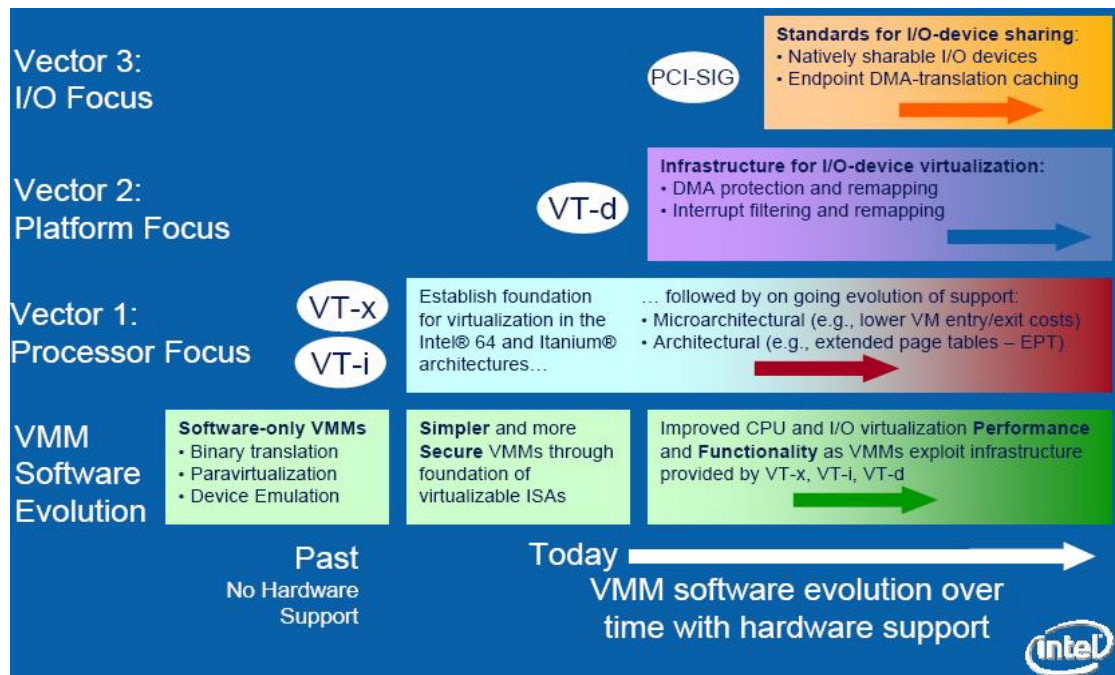 Vector 3:
I/O Focus
PCI-SIG
Standards for I/O-device sharing:
• Natively sharable I/O devices
• Endpoint DMA-translation caching
Vector 2:
Platform Focus
VT-d
Infrastructure for I/O-device virtualization:
• DMA protection and remapping
• Interrupt filtering and remapping
Vector 1:
Processor Focus
VT-x
VT-i
Establish foundation
for virtualization in the
Intel® 64 and Itanium®
architectures…
… followed by on going evolution of support:
• Microarchitectural (e.g., lower VM entry/exit costs)
• Architectural (e.g., extended page tables – EPT)
VMM
Software
Evolution
Software-only VMMs
• Binary translation
• Paravirtualization
• Device Emulation
Simpler and more
Secure VMMs through
foundation of
virtualizable ISAs
Improved CPU and I/O virtualization Performance
and Functionality as VMMs exploit infrastructure
provided by VT-x, VT-i, VT-d
Past
No Hardware
Support
Today
VMM software evolution over
time with hardware support
intel